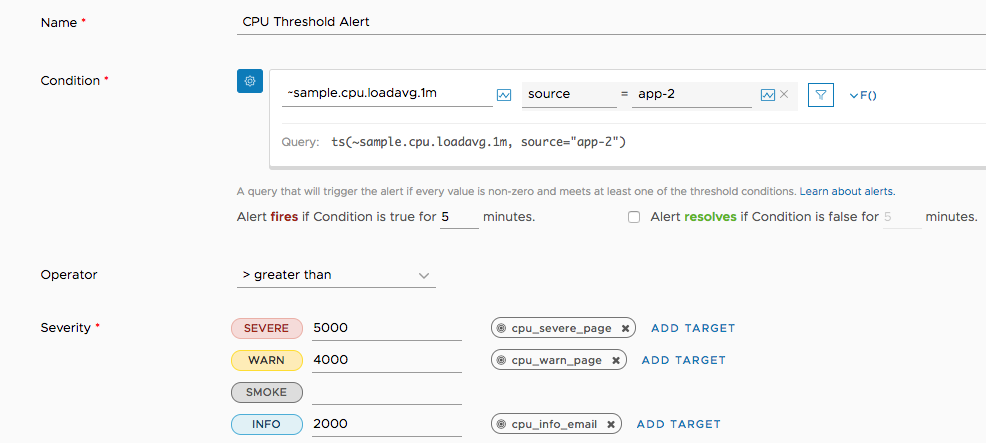 Name * CPU Threshold Alert
Condition * ~sample.cpu.loadavg.1m source = app-2 F()
Query: ts(~sample.cpu.loadavg.1m, source="app-2")
A query that will trigger the alert if every value is non-zero and meets at least one of the threshold conditions. Learn about alerts.
Alert fires if Condition is true for 5 minutes. Alert resolves if Condition is false for 5 minutes.
Operator > greater than
Severity * SEVERE 5000 cpu_severe_page × ADD TARGET
WARN 4000 cpu_warn_page × ADD TARGET
SMOKE
INFO 2000 cpu_info_email × ADD TARGET